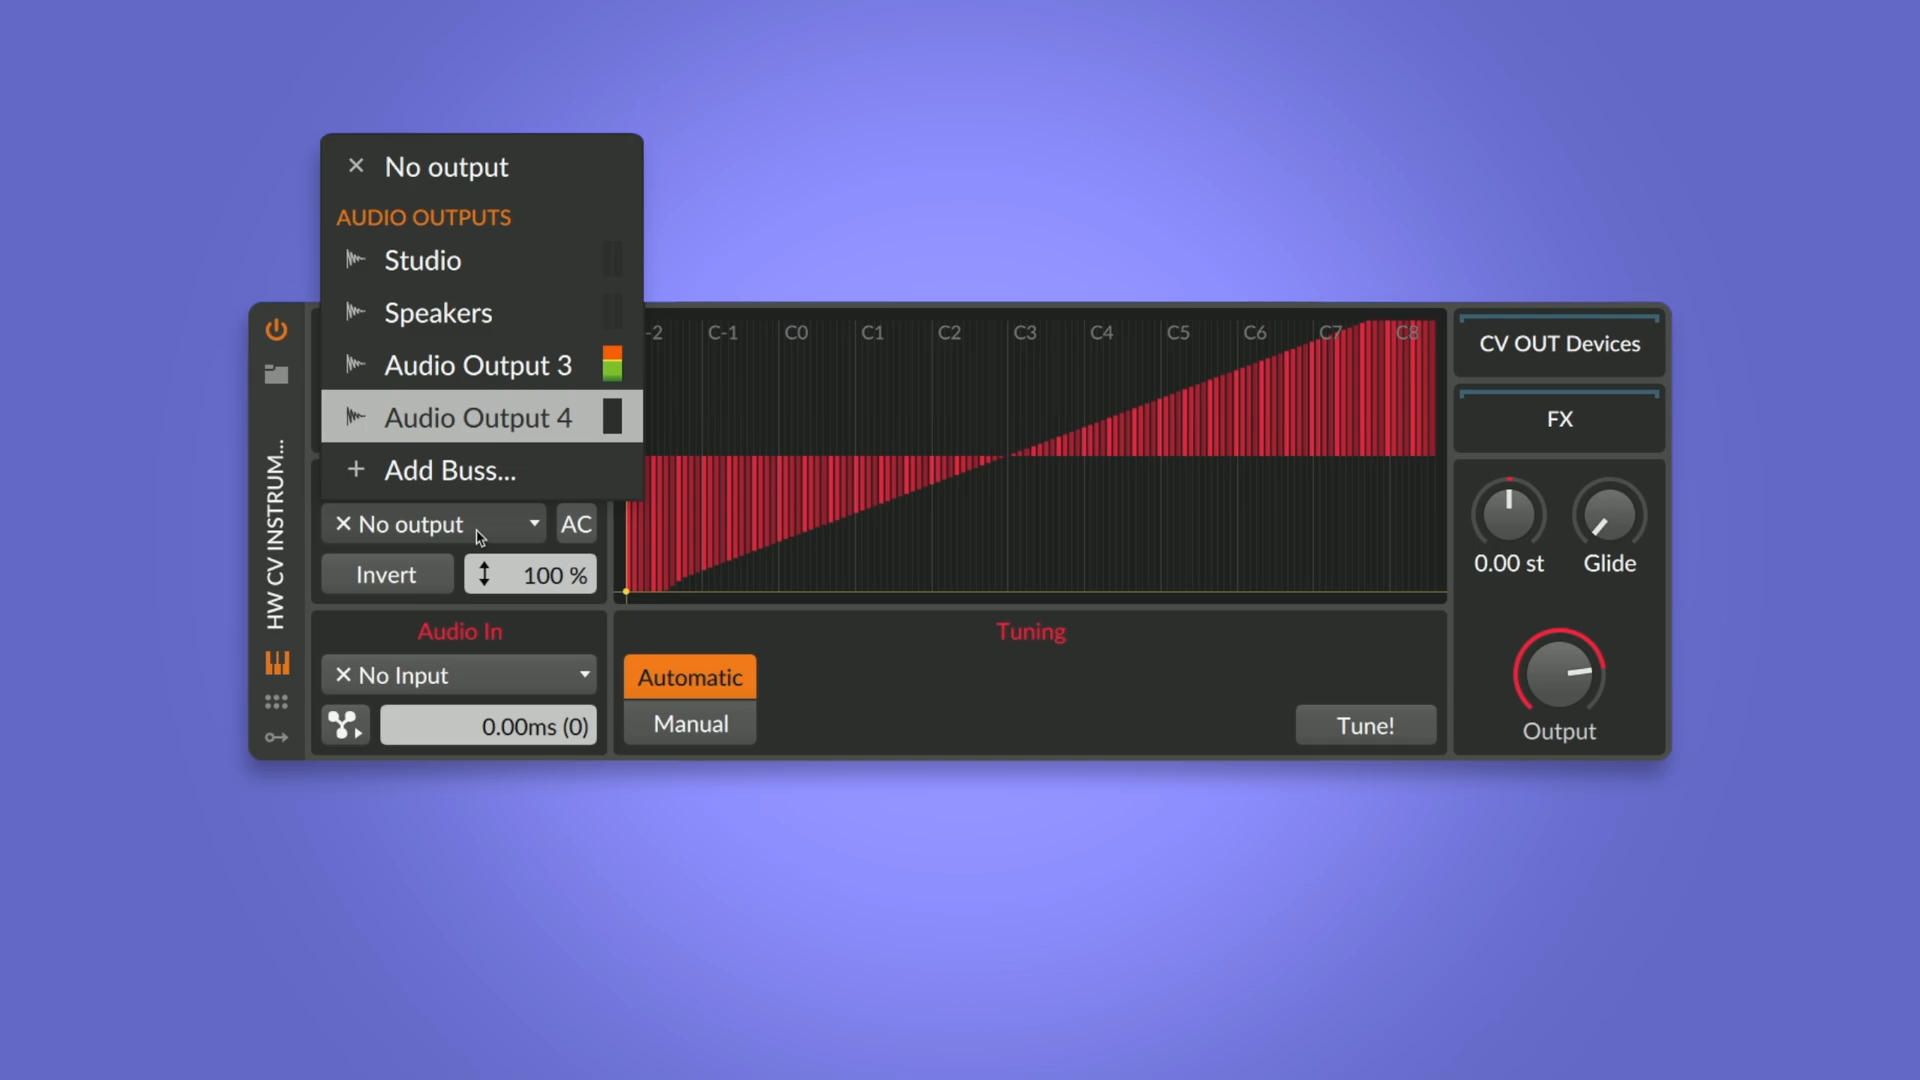 No output
AUDIO OUTPUTS
Studio
Speakers
Audio Output 3
Audio Output 4
Add Buss...
-2 C-1 C0 C1 C2 C3 C4 C5 C6 C7 C8
HW CV INSTRUM...
No output AC
Invert 100 %
Audio In
No Input
0.00ms (0)
Tuning
Automatic
Manual
Tune!
CV OUT Devices
FX
0.00 st Glide
Output